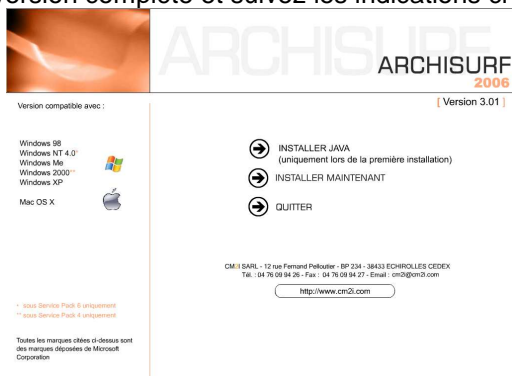 version complète et suivez les indications ci
ARCHISURF
ARCHISURF
2006
[ Version 3.01 ]
Version compatible avec :
Windows 98
Windows NT 4.0*
Windows Me
Windows 2000**
Windows XP
Mac OS X
INSTALLER JAVA
(uniquement lors de la première installation)
INSTALLER MAINTENANT
QUITTER
CM2I SARL - 12 rue Fernand Pelloutier - BP 234 - 38433 ECHIROLLES CEDEX
Tél. : 04 76 09 94 26 - Fax : 04 76 09 94 27 - Email : cm2i@cm2i.com
http://www.cm2i.com
* sous Service Pack 6 uniquement
** sous Service Pack 4 uniquement
Toutes les marques citées ci-dessus sont
des marques déposées de Microsoft
Corporation